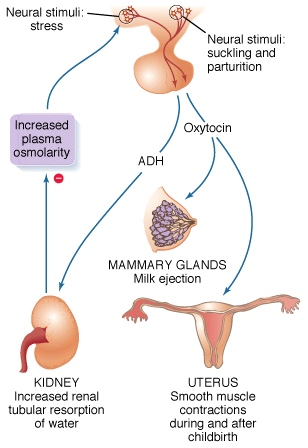 Neural stimuli:
stress
Neural stimuli:
suckling and
parturition
Increased
plasma
osmolarity
Oxytocin
ADH
MAMMARY GLANDS
Milk ejection
KIDNEY
Increased renal
tubular resorption
of water
UTERUS
Smooth muscle
contractions
during and after
childbirth